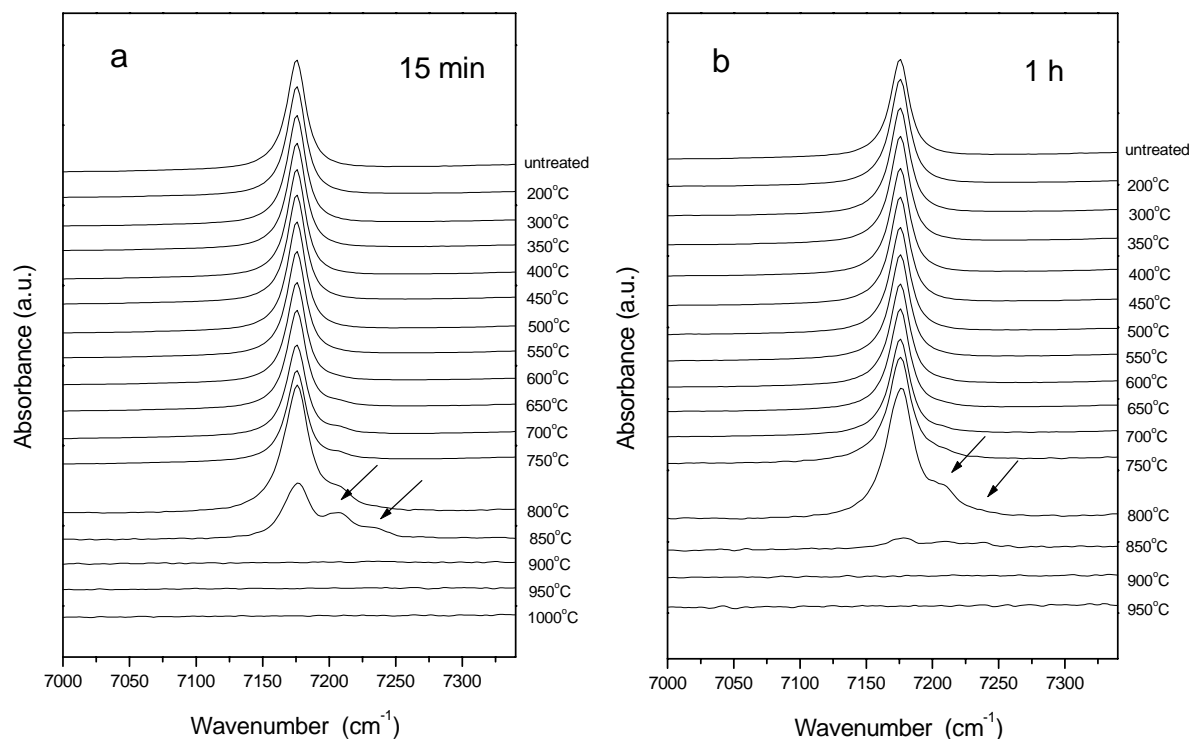 a
15 min
untreated
200°C
300°C
350°C
400°C
450°C
500°C
550°C
600°C
650°C
700°C
750°C
800°C
850°C
900°C
950°C
1000°C
Absorbance (a.u.)
7000 7050 7100 7150 7200 7250 7300
Wavenumber (cm⁻¹)
b
1 h
untreated
200°C
300°C
350°C
400°C
450°C
500°C
550°C
600°C
650°C
700°C
750°C
800°C
850°C
900°C
950°C
Absorbance (a.u.)
7000 7050 7100 7150 7200 7250 7300
Wavenumber (cm⁻¹)